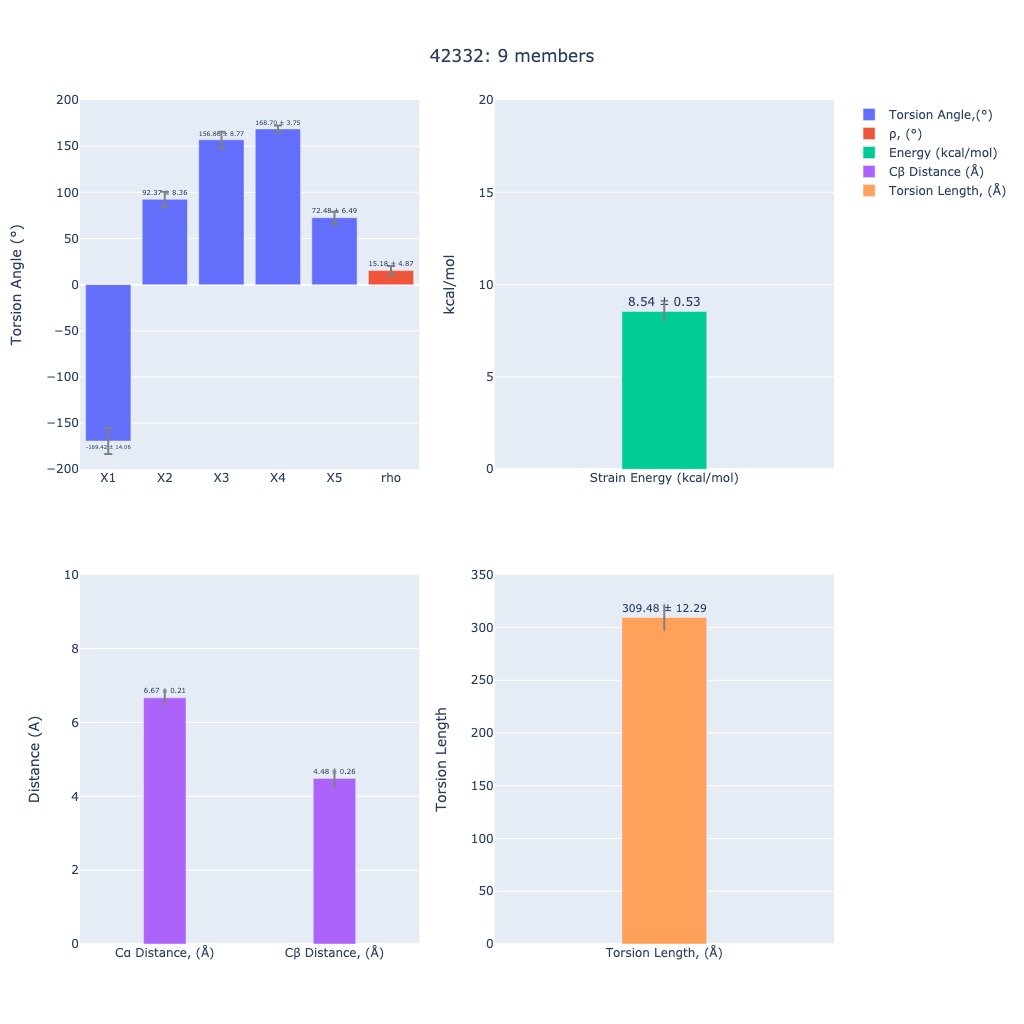 42332: 9 members
Torsion Angle (°)
200
150
100
50
0
−50
−100
−150
−200
-169.42 ± 14.06
92.37 ± 8.36
156.86 ± 8.77
168.70 ± 3.75
72.48 ± 6.49
15.18 ± 4.87
X1 X2 X3 X4 X5 rho
kcal/mol
20
15
10
5
0
8.54 ± 0.53
Strain Energy (kcal/mol)
Torsion Angle,(°)
ρ, (°)
Energy (kcal/mol)
Cβ Distance (Å)
Torsion Length, (Å)
Distance (A)
10
8
6
4
2
0
6.67 ± 0.21
4.48 ± 0.26
Cα Distance, (Å) Cβ Distance, (Å)
Torsion Length
350
300
250
200
150
100
50
0
309.48 ± 12.29
Torsion Length, (Å)